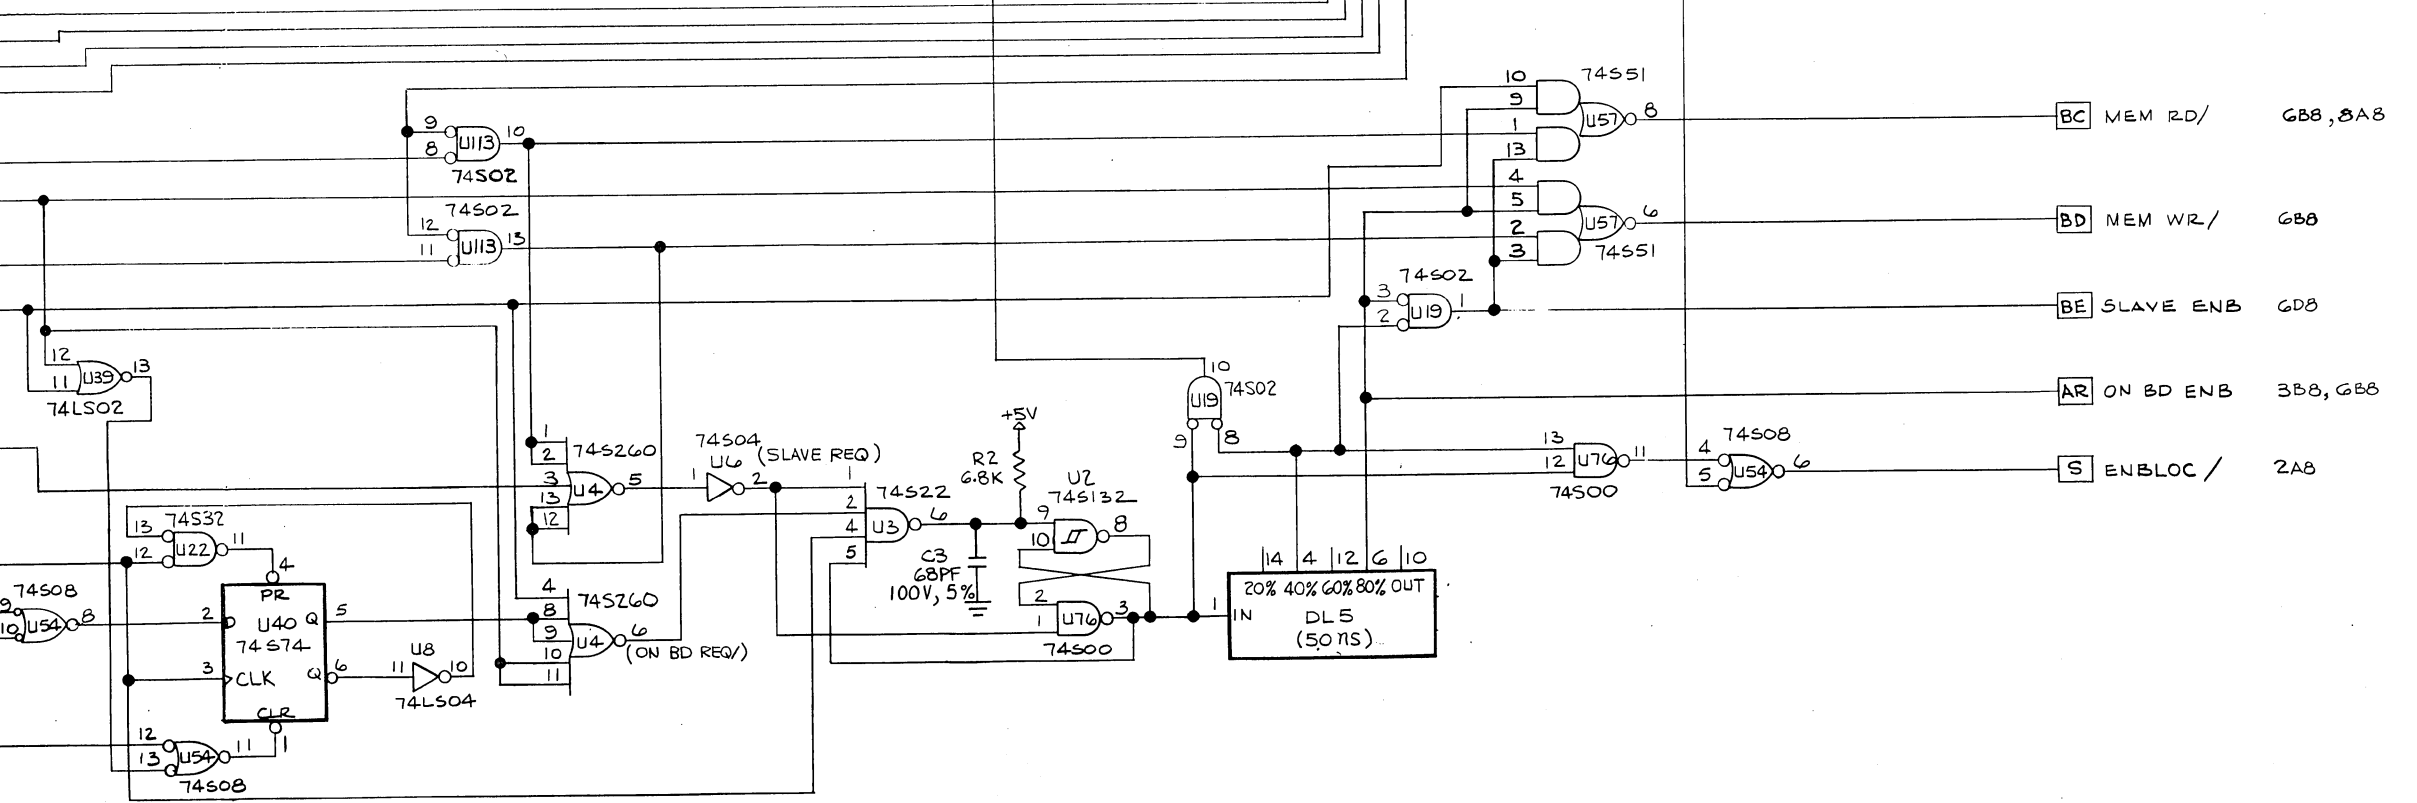 74S51
10
9
U57
8
BC MEM RD/ 6B8,8A8
1
13
9
U113
10
8
74S02
4
5
U57
6
BD MEM WR/ 6B8
2
3
74S51
74S02
12
U113
13
11
74S02
3
U19
1
2
BE SLAVE ENB 6D8
12
U39
13
11
74LS02
10
U19
74S02
9
8
AR ON BD ENB 3B8,6B8
+5V
R2
6.8K
1
2
74S260
3
U4
5
13
12
74S04
U6
(SLAVE REQ)
1
2
1
74S22
2
U3
6
4
5
U2
74S132
9
8
10
13
U76
11
12
74S00
74S08
4
U54
6
5
S ENBLOC/ 2A8
C3
68PF
100V, 5%
74S32
13
U22
11
12
4
74S08
9
U54
8
10
PR
2
D
U40
Q
5
74S74
3
CLK
Q
6
CLR
1
U8
11
10
74LS04
4
74S260
8
U4
6
9
10
(ON BD REQ/)
11
2
U76
3
1
74S00
14 4 12 6 10
20% 40% 60% 80% OUT
1
IN
DL5
(50nS)
12
U54
11
13
74S08